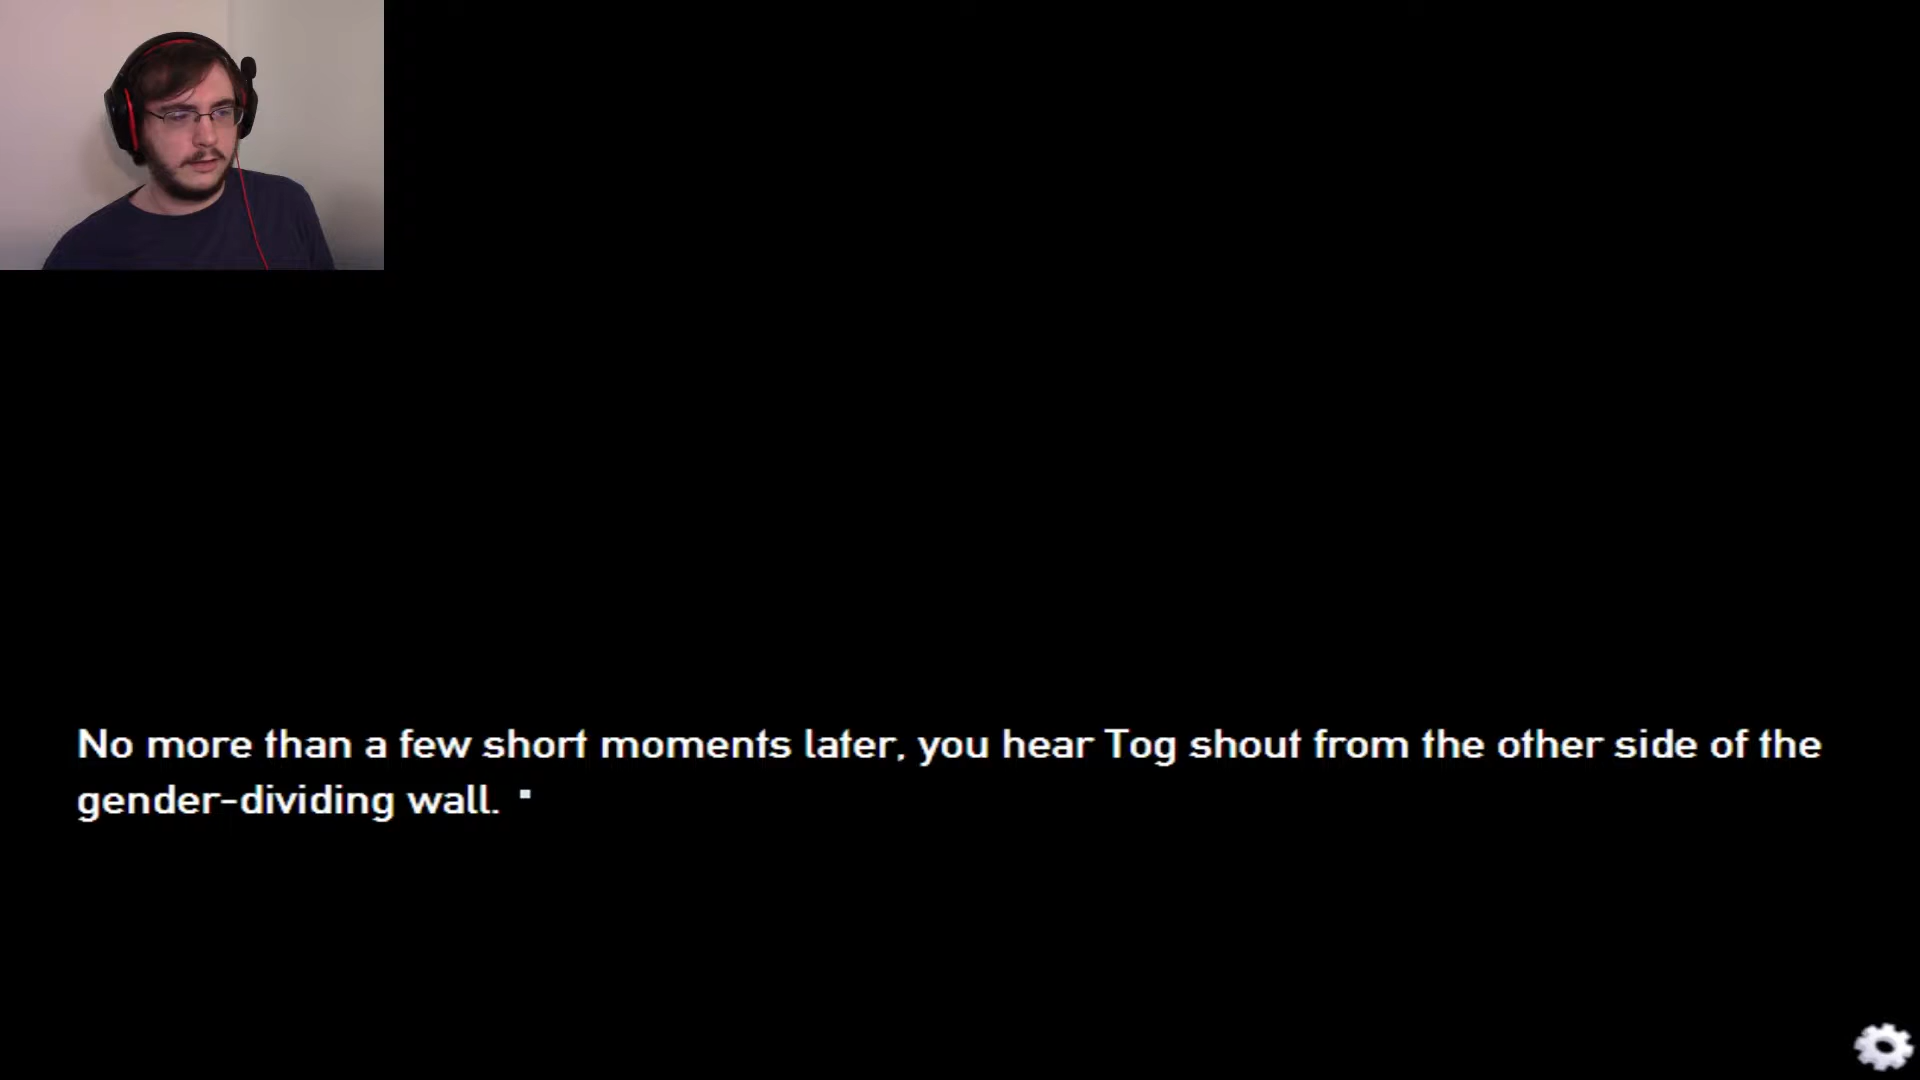 No more than a few short moments later, you hear Tog shout from the other side of the
gender-dividing wall.